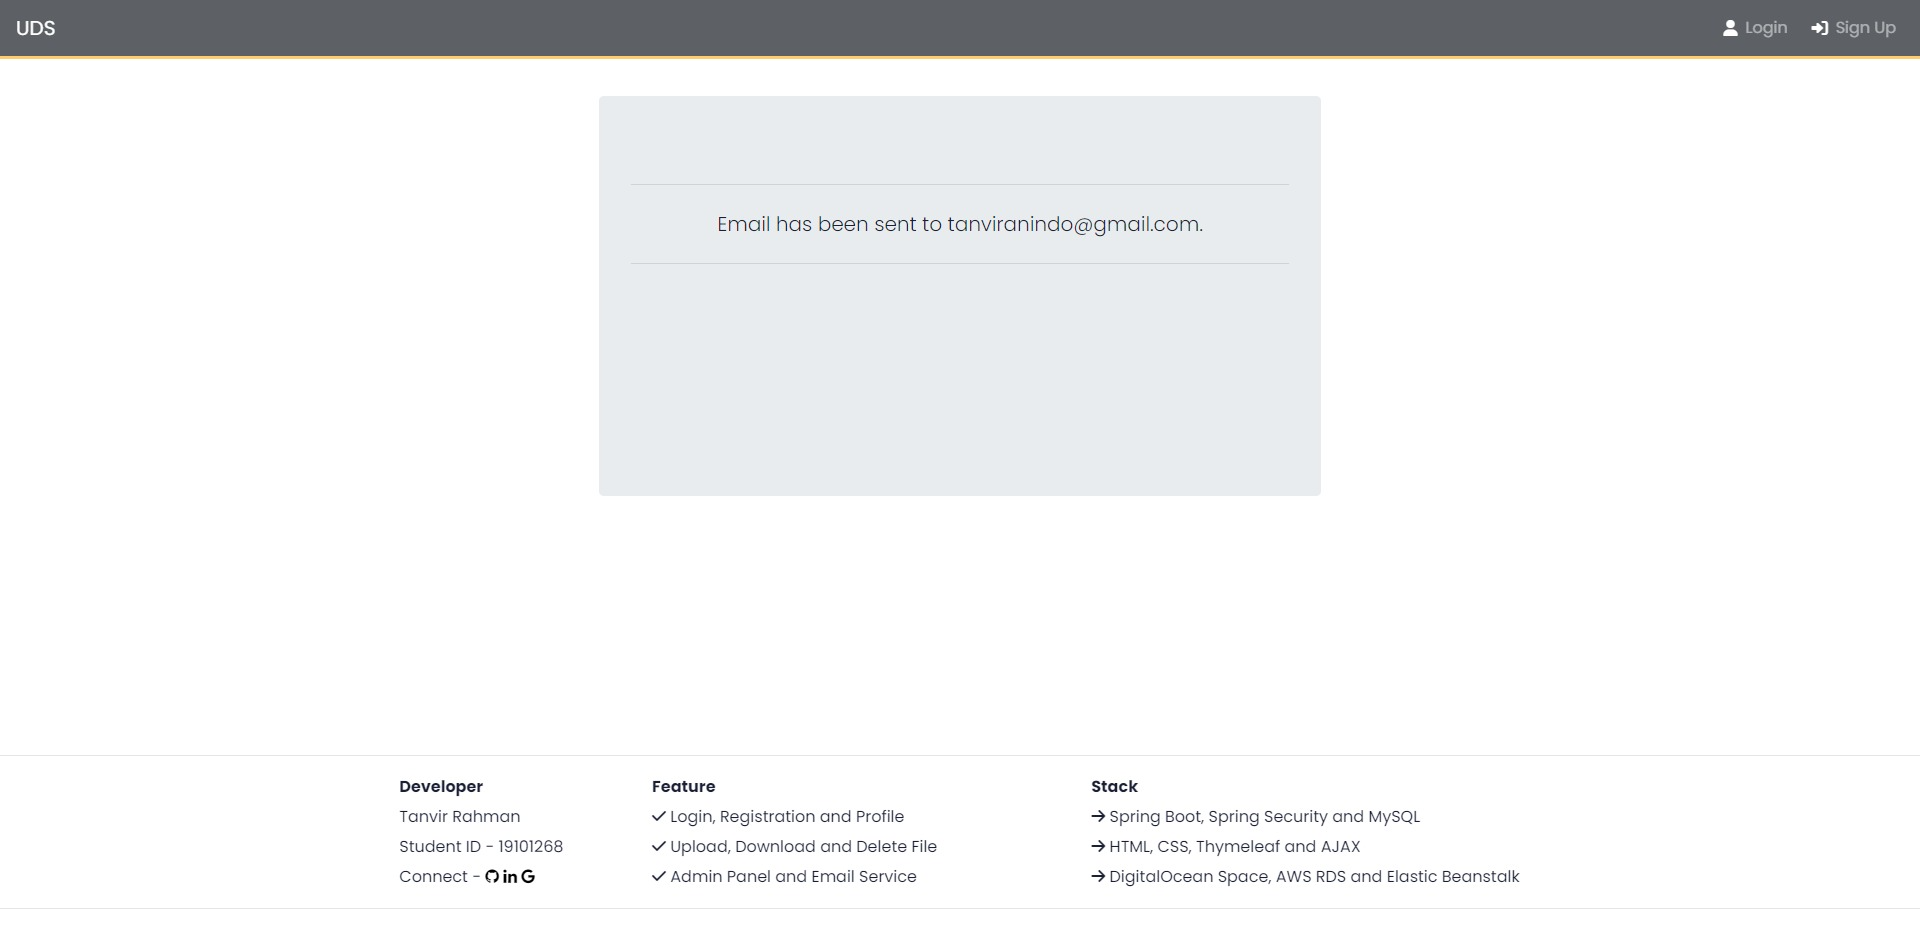 UDS
Login
Sign Up
Email has been sent to tanviranindo@gmail.com.
Developer
Tanvir Rahman
Student ID - 19101268
Connect -
Feature
Login, Registration and Profile
Upload, Download and Delete File
Admin Panel and Email Service
Stack
Spring Boot, Spring Security and MySQL
HTML, CSS, Thymeleaf and AJAX
DigitalOcean Space, AWS RDS and Elastic Beanstalk